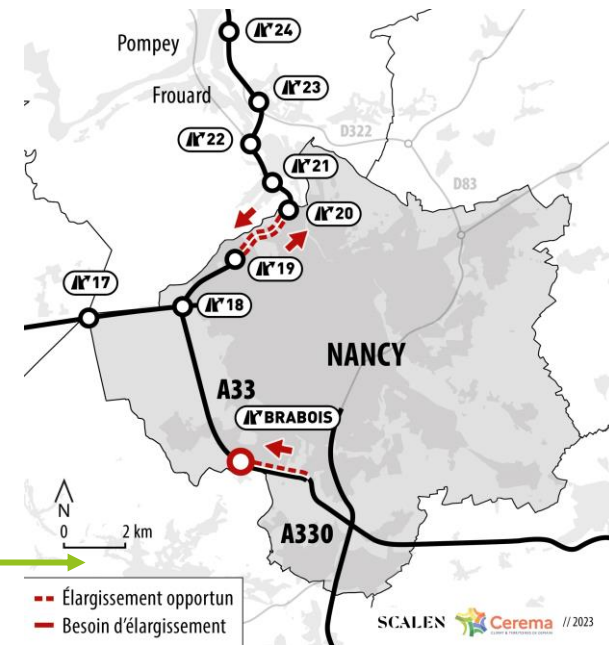 24
Pompey
Frouard
23
22
D322
21
D83
20
19
17
18
NANCY
A33
BRABOIS
N
0 2 km
A330
Élargissement opportun
Besoin d'élargissement
SCALEN Cerema // 2023